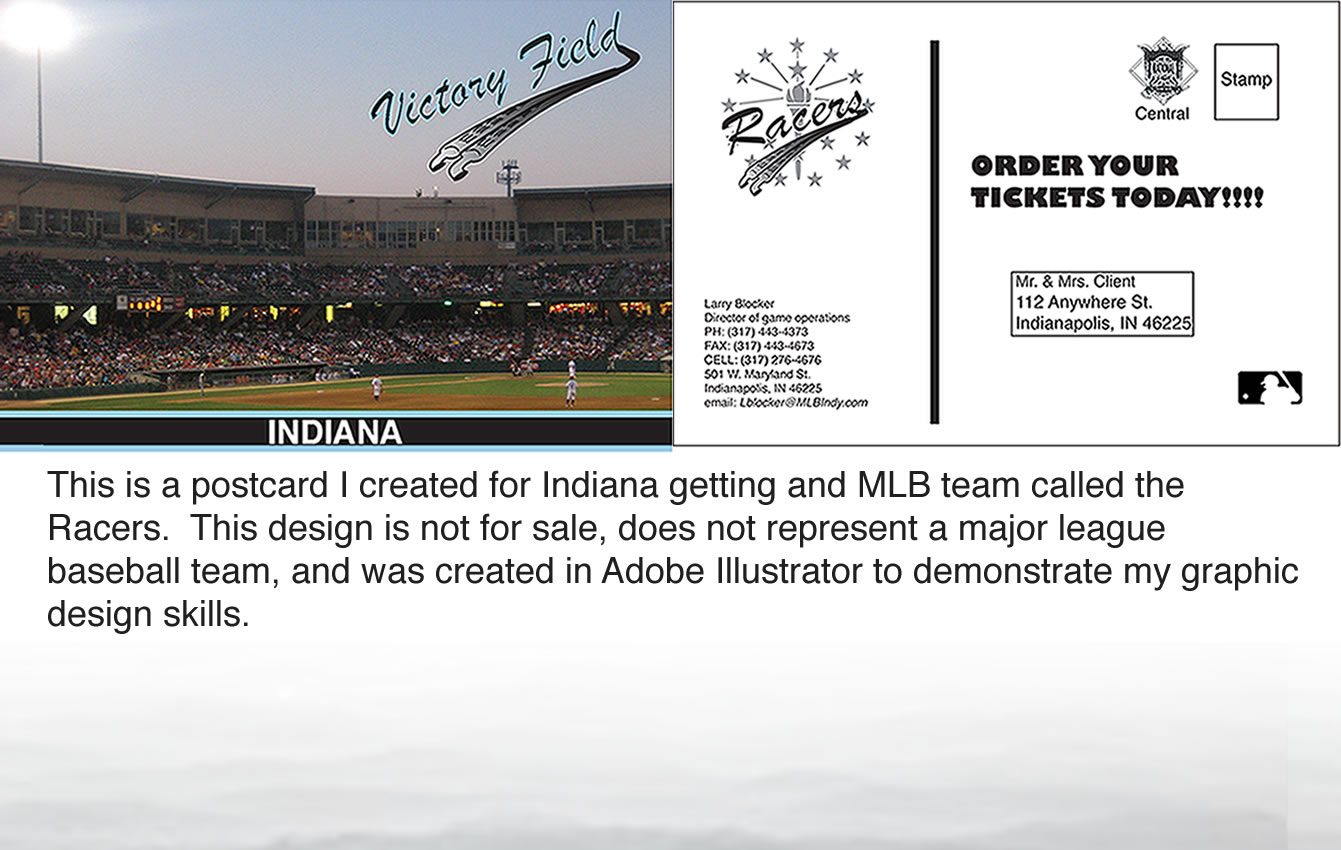 Victory Field
INDIANA
Racers
Central
Stamp
ORDER YOUR
TICKETS TODAY!!!!
Mr. & Mrs. Client
112 Anywhere St.
Indianapolis, IN 46225
Larry Blocker
Director of game operations
PH: (317) 443-4373
FAX: (317) 443-4673
CELL: (317) 276-4676
501 W. Maryland St.
Indianapolis, IN 46225
email: Lblocker@MLBIndy.com
This is a postcard I created for Indiana getting and MLB team called the
Racers.  This design is not for sale, does not represent a major league
baseball team, and was created in Adobe Illustrator to demonstrate my graphic
design skills.